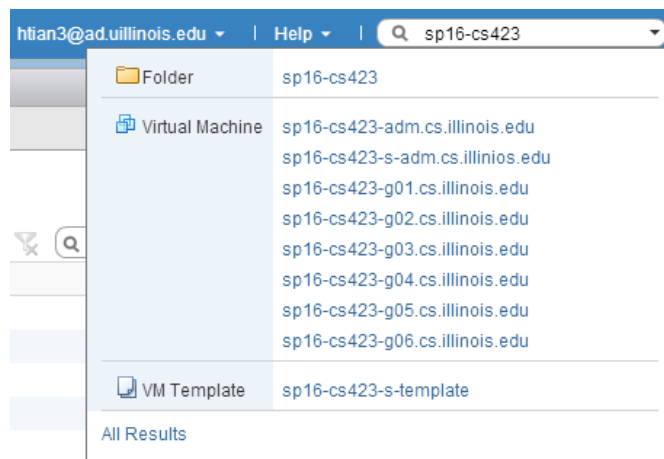 htian3@ad.uillinois.edu | Help | sp16-cs423
Folder sp16-cs423
Virtual Machine sp16-cs423-adm.cs.illinois.edu
sp16-cs423-s-adm.cs.illinios.edu
sp16-cs423-g01.cs.illinois.edu
sp16-cs423-g02.cs.illinois.edu
sp16-cs423-g03.cs.illinois.edu
sp16-cs423-g04.cs.illinois.edu
sp16-cs423-g05.cs.illinois.edu
sp16-cs423-g06.cs.illinois.edu
VM Template sp16-cs423-s-template
All Results